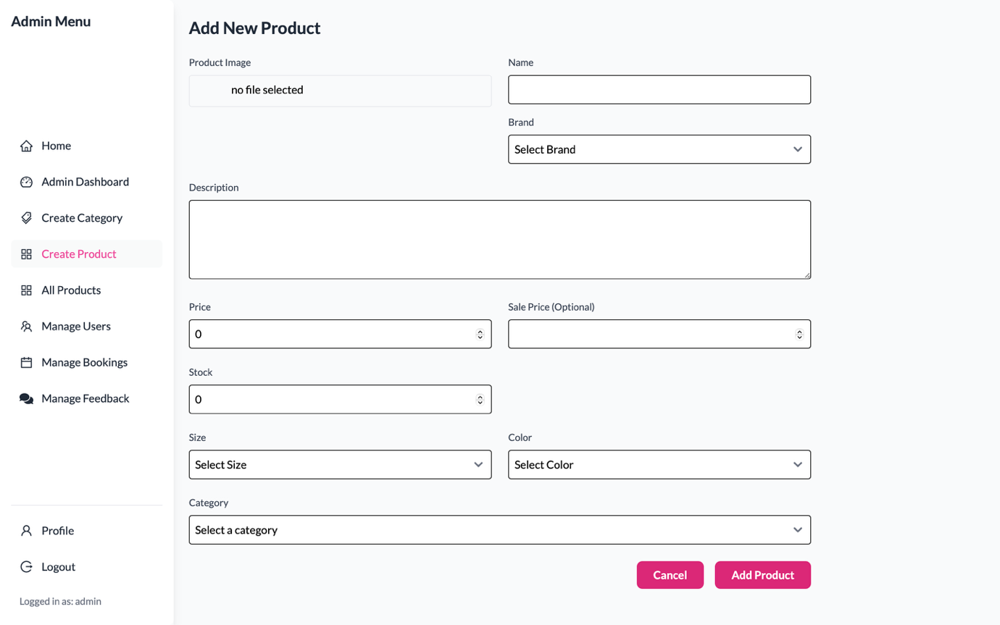 Admin Menu
Home
Admin Dashboard
Create Category
Create Product
All Products
Manage Users
Manage Bookings
Manage Feedback
Profile
Logout
Logged in as: admin
Add New Product
Product Image
no file selected
Name
Brand
Select Brand
Description
Price
0
Sale Price (Optional)
Stock
0
Size
Select Size
Color
Select Color
Category
Select a category
Cancel
Add Product